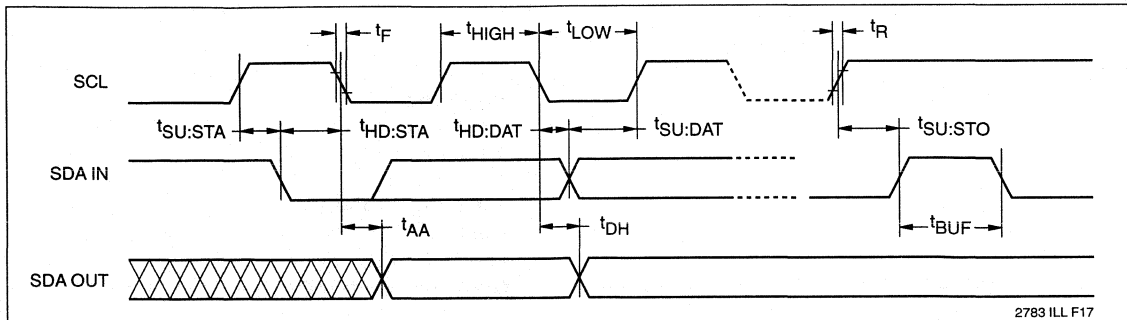 tF tHIGH tLOW tR
SCL
tSU:STA tHD:STA tHD:DAT tSU:DAT tSU:STO
SDA IN
tAA tDH tBUF
SDA OUT
2783 ILL F17